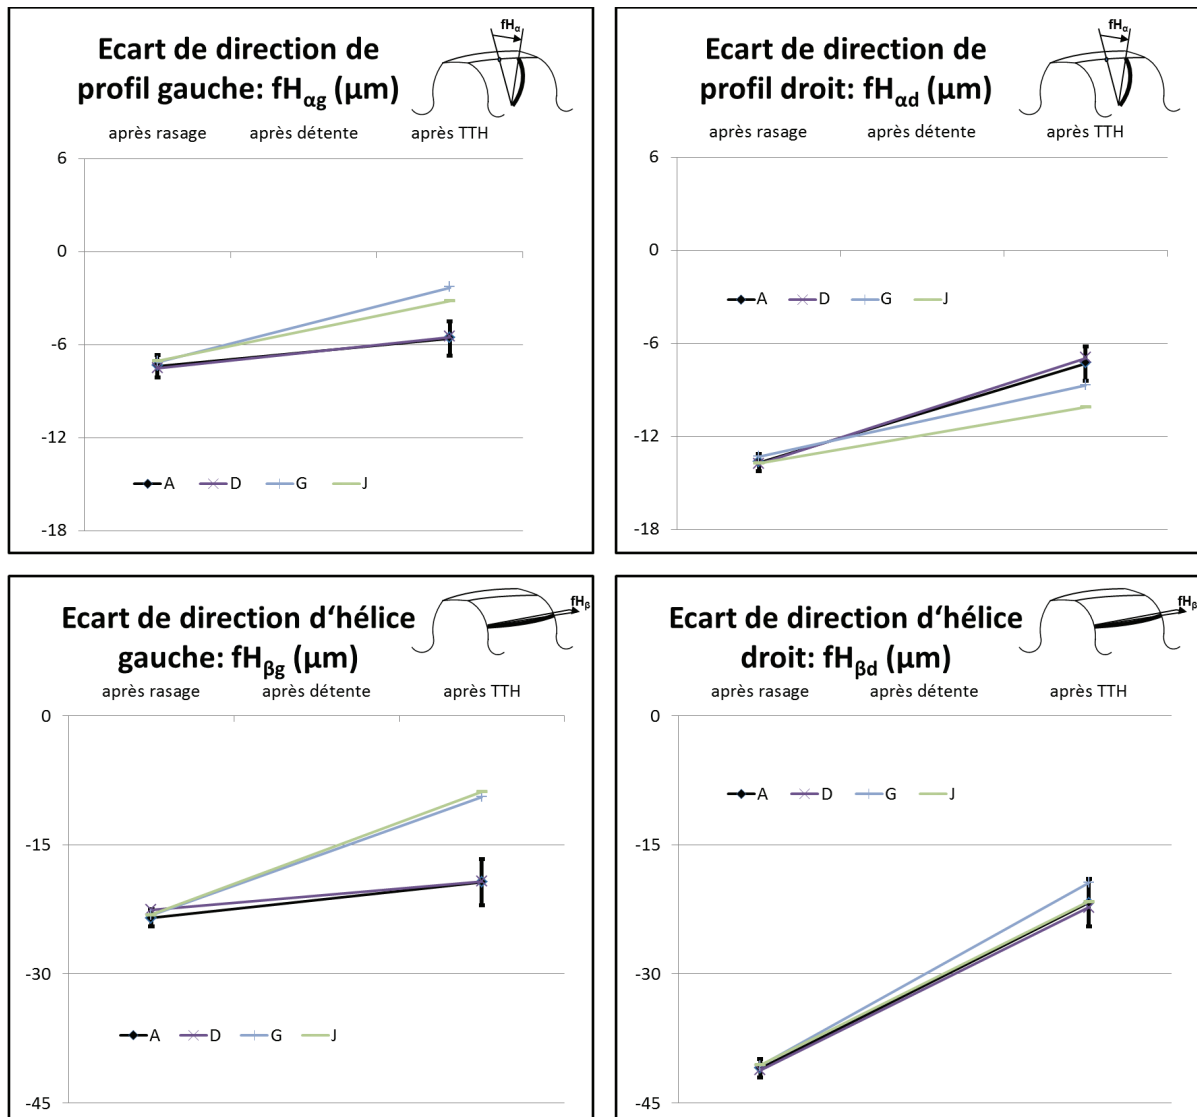 Ecart de direction de
profil gauche: fHαg (µm)
fHα
après rasage après détente après TTH
6
0
-6
-12
-18
A D G J
Ecart de direction de
profil droit: fHαd (µm)
fHα
après rasage après détente après TTH
6
0
-6
-12
-18
A D G J
Ecart de direction d‘hélice
gauche: fHβg (µm)
fHβ
après rasage après détente après TTH
0
-15
-30
-45
A D G J
Ecart de direction d‘hélice
droit: fHβd (µm)
fHβ
après rasage après détente après TTH
0
-15
-30
-45
A D G J